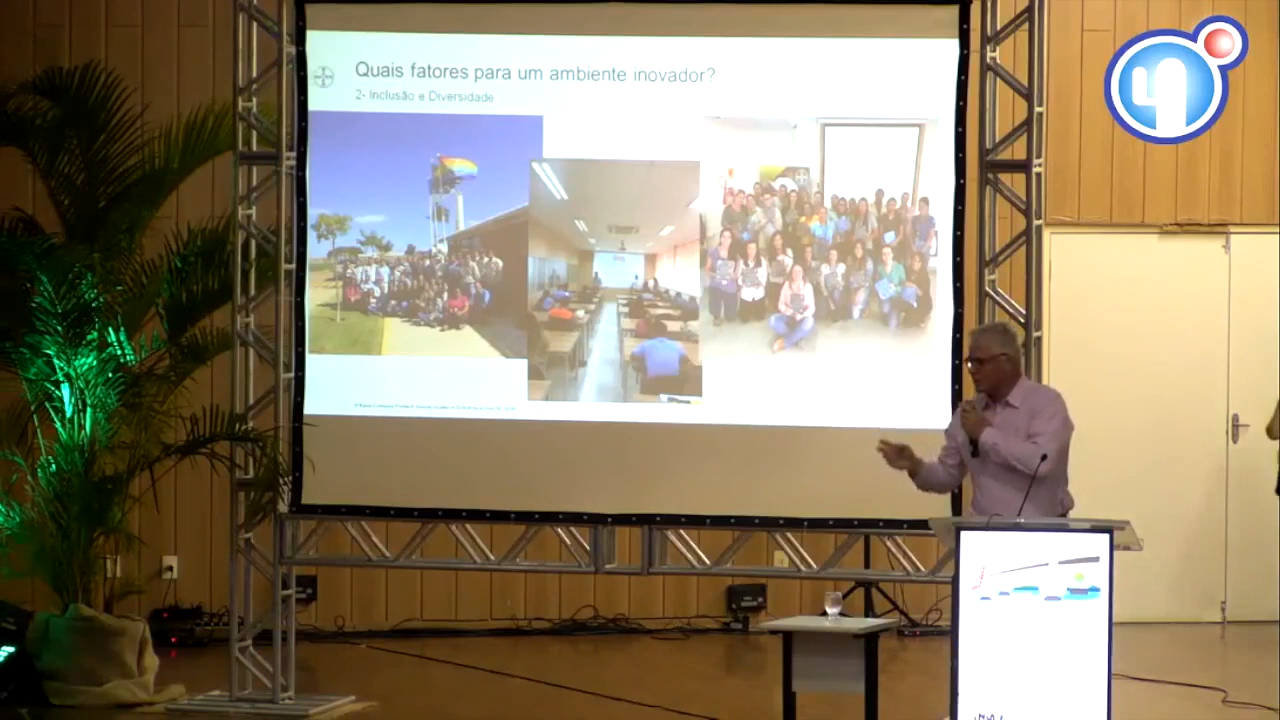 Quais fatores para um ambiente inovador?
2- Inclusão e Diversidade